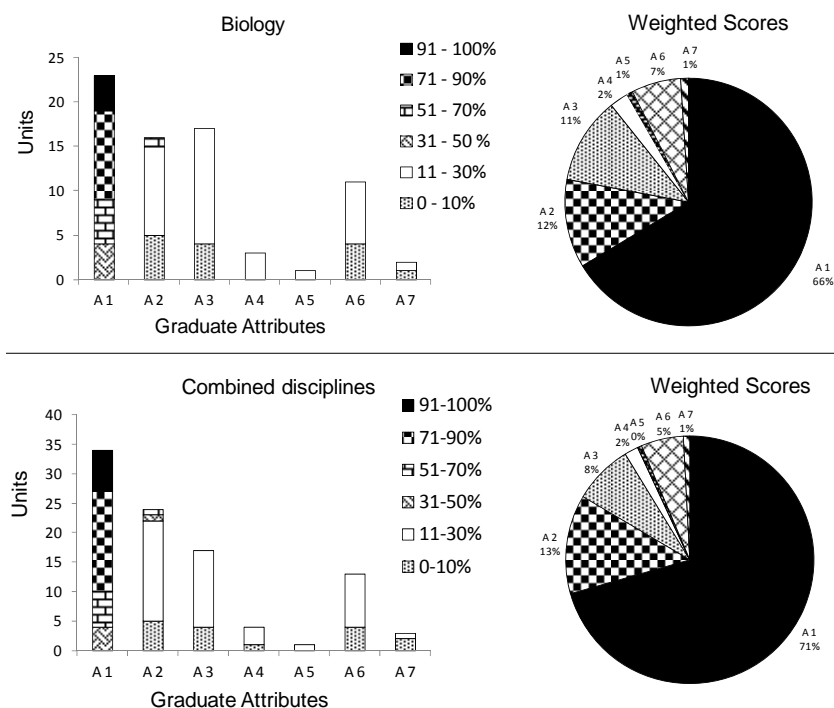 Biology
Units
25
20
15
10
5
0
A 1 A 2 A 3 A 4 A 5 A 6 A 7
Graduate Attributes
91 - 100%
71 - 90%
51 - 70%
31 - 50 %
11 - 30%
0 - 10%
Weighted Scores
A 1
66%
A 2
12%
A 3
11%
A 4
2%
A 5
1%
A 6
7%
A 7
1%
Combined disciplines
Units
40
35
30
25
20
15
10
5
0
A 1 A 2 A 3 A 4 A 5 A 6 A 7
Graduate Attributes
91-100%
71-90%
51-70%
31-50%
11-30%
0-10%
Weighted Scores
A 1
71%
A 2
13%
A 3
8%
A 4
2%
A 5
0%
A 6
5%
A 7
1%